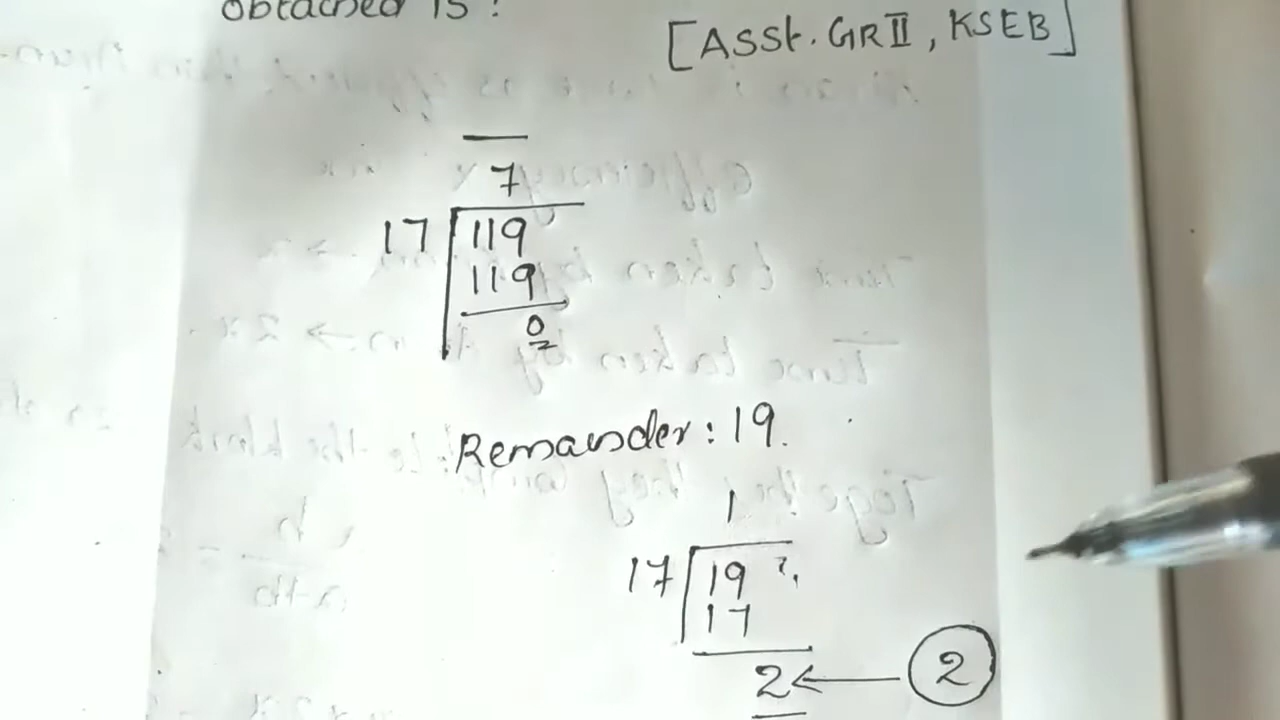 obtained is ?
[Asst. GR II, KSEB]
7
17 119
119
0
Remainder : 19.
1
17 19
17
2 ← 2